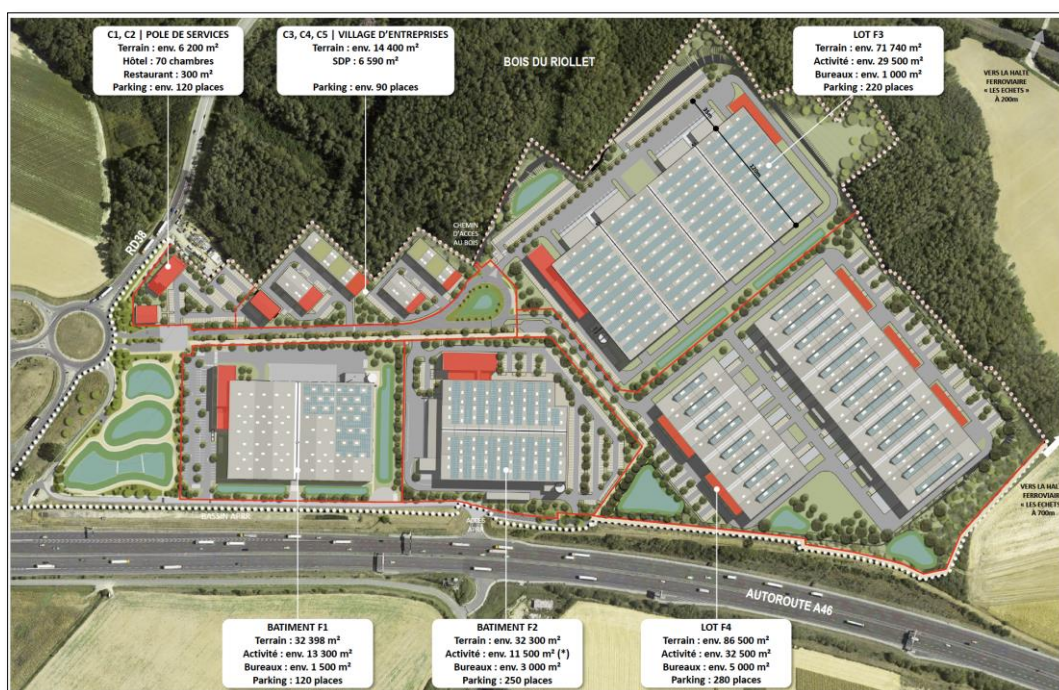 C1, C2 | POLE DE SERVICES
Terrain : env. 6 200 m²
Hôtel : 70 chambres
Restaurant : 300 m²
Parking : env. 120 places
C3, C4, C5 | VILLAGE D'ENTREPRISES
Terrain : env. 14 400 m²
SDP : 6 590 m²
Parking : env. 90 places
BOIS DU RIOLLET
LOT F3
Terrain : env. 71 740 m²
Activité : env. 29 500 m²
Bureaux : env. 1 000 m²
Parking : 220 places
VERS LA HALTE
FERROVIAIRE
« LES ECHETS »
À 200m
RD38
CHEMIN
D'ACCES
AU BOIS
VERS LA HALTE
FERROVIAIRE
« LES ECHETS »
À 700m
BASSIN APRR
ACCES
APRR
AUTOROUTE A46
BATIMENT F1
Terrain : 32 398 m²
Activité : env. 13 300 m²
Bureaux : env. 1 500 m²
Parking : 120 places
BATIMENT F2
Terrain : env. 32 300 m²
Activité : env. 11 500 m² (*)
Bureaux : env. 3 000 m²
Parking : 250 places
LOT F4
Terrain : env. 86 500 m²
Activité : env. 32 500 m²
Bureaux : env. 5 000 m²
Parking : 280 places